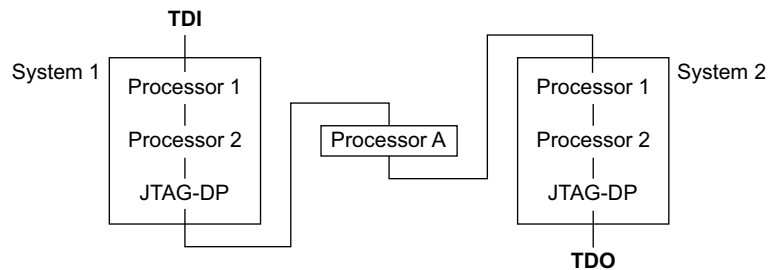 TDI
System 1
Processor 1
Processor 2
JTAG-DP
Processor A
System 2
Processor 1
Processor 2
JTAG-DP
TDO